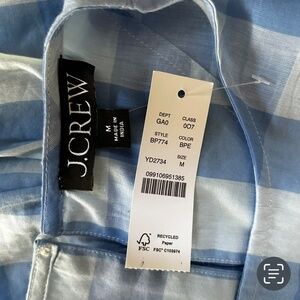 J.CREW
M
MADE IN
INDIA
DEPT CLASS
GA0 007
STYLE COLOR
BP774 BPE
SIZE
YD2734 M
099106951385
FSC
RECYCLED
Paper
FSC® C109974